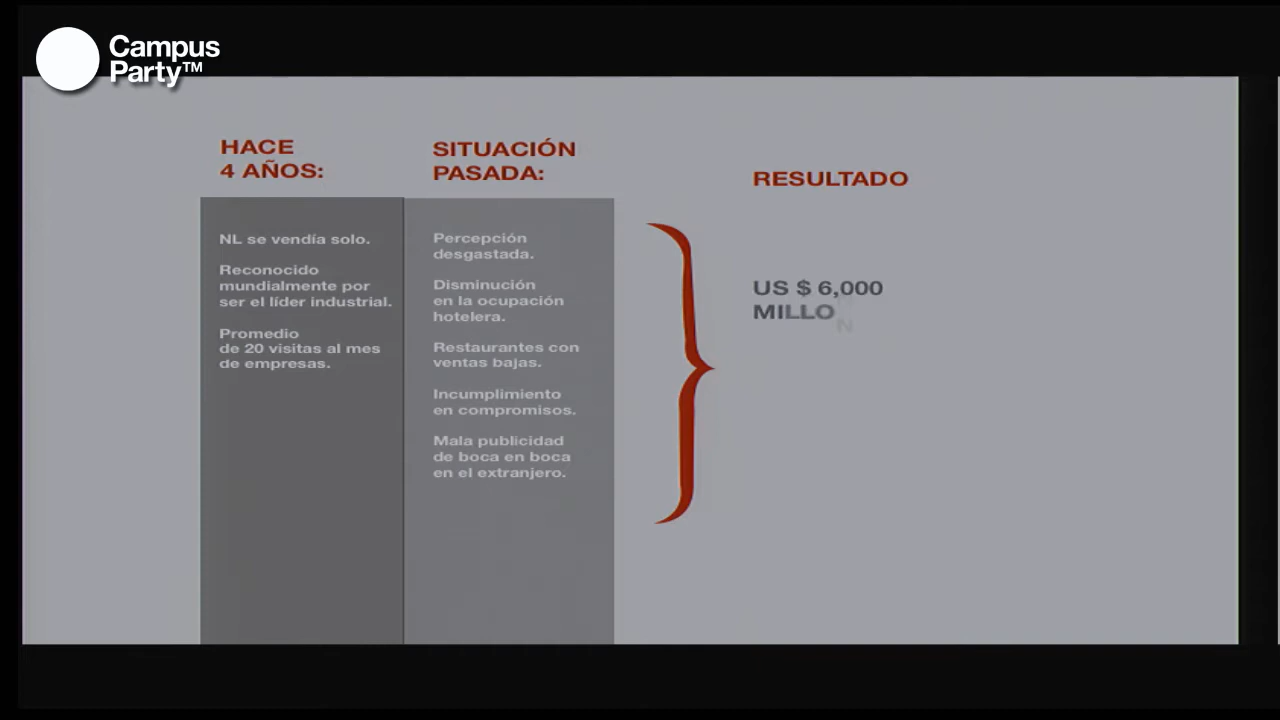 Campus
Party™
HACE
4 AÑOS:
NL se vendía solo.
Reconocido
mundialmente por
ser el líder industrial.
Promedio
de 20 visitas al mes
de empresas.
SITUACIÓN
PASADA:
Percepción
desgastada.
Disminución
en la ocupación
hotelera.
Restaurantes con
ventas bajas.
Incumplimiento
en compromisos.
Mala publicidad
de boca en boca
en el extranjero.
RESULTADO
US $ 6,000
MILLON